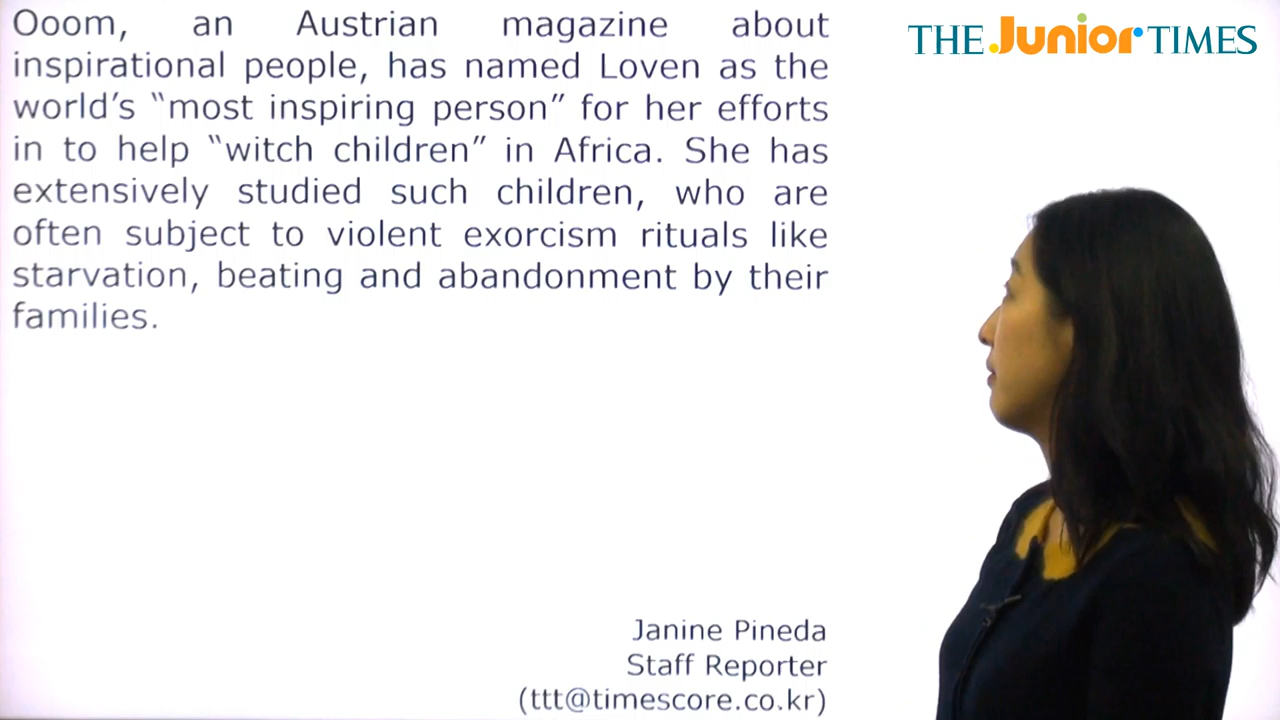 Ooom, an Austrian magazine about
inspirational people, has named Loven as the
world's “most inspiring person” for her efforts
in to help “witch children” in Africa. She has
extensively studied such children, who are
often subject to violent exorcism rituals like
starvation, beating and abandonment by their
families.
THE Junior TIMES
Janine Pineda
Staff Reporter
(ttt@timescore.co.kr)